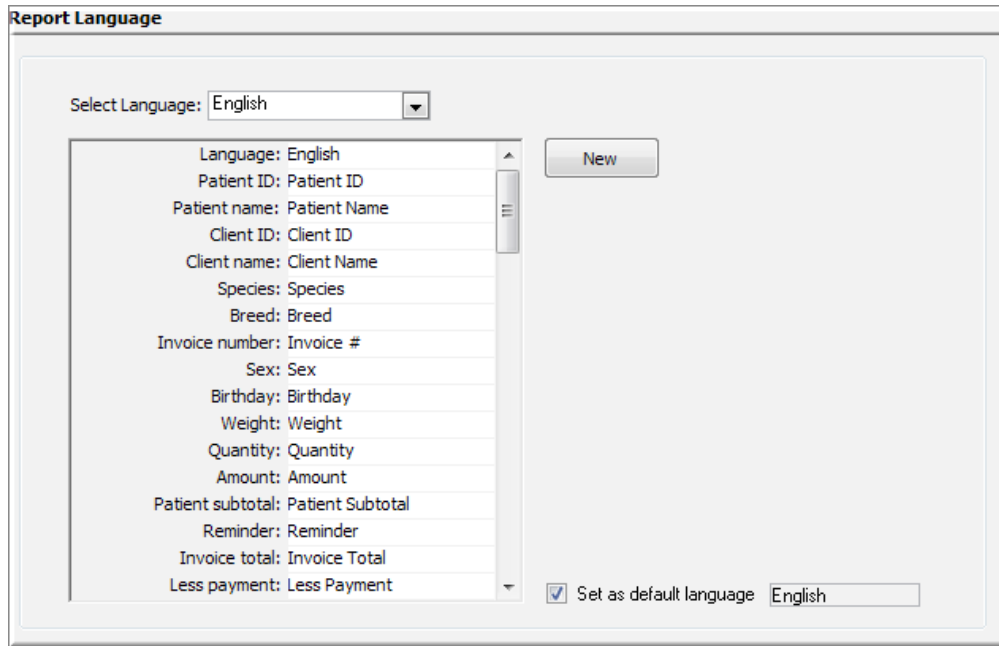 Report Language
Select Language: English
Language: English
Patient ID: Patient ID
Patient name: Patient Name
Client ID: Client ID
Client name: Client Name
Species: Species
Breed: Breed
Invoice number: Invoice #
Sex: Sex
Birthday: Birthday
Weight: Weight
Quantity: Quantity
Amount: Amount
Patient subtotal: Patient Subtotal
Reminder: Reminder
Invoice total: Invoice Total
Less payment: Less Payment
New
Set as default language English